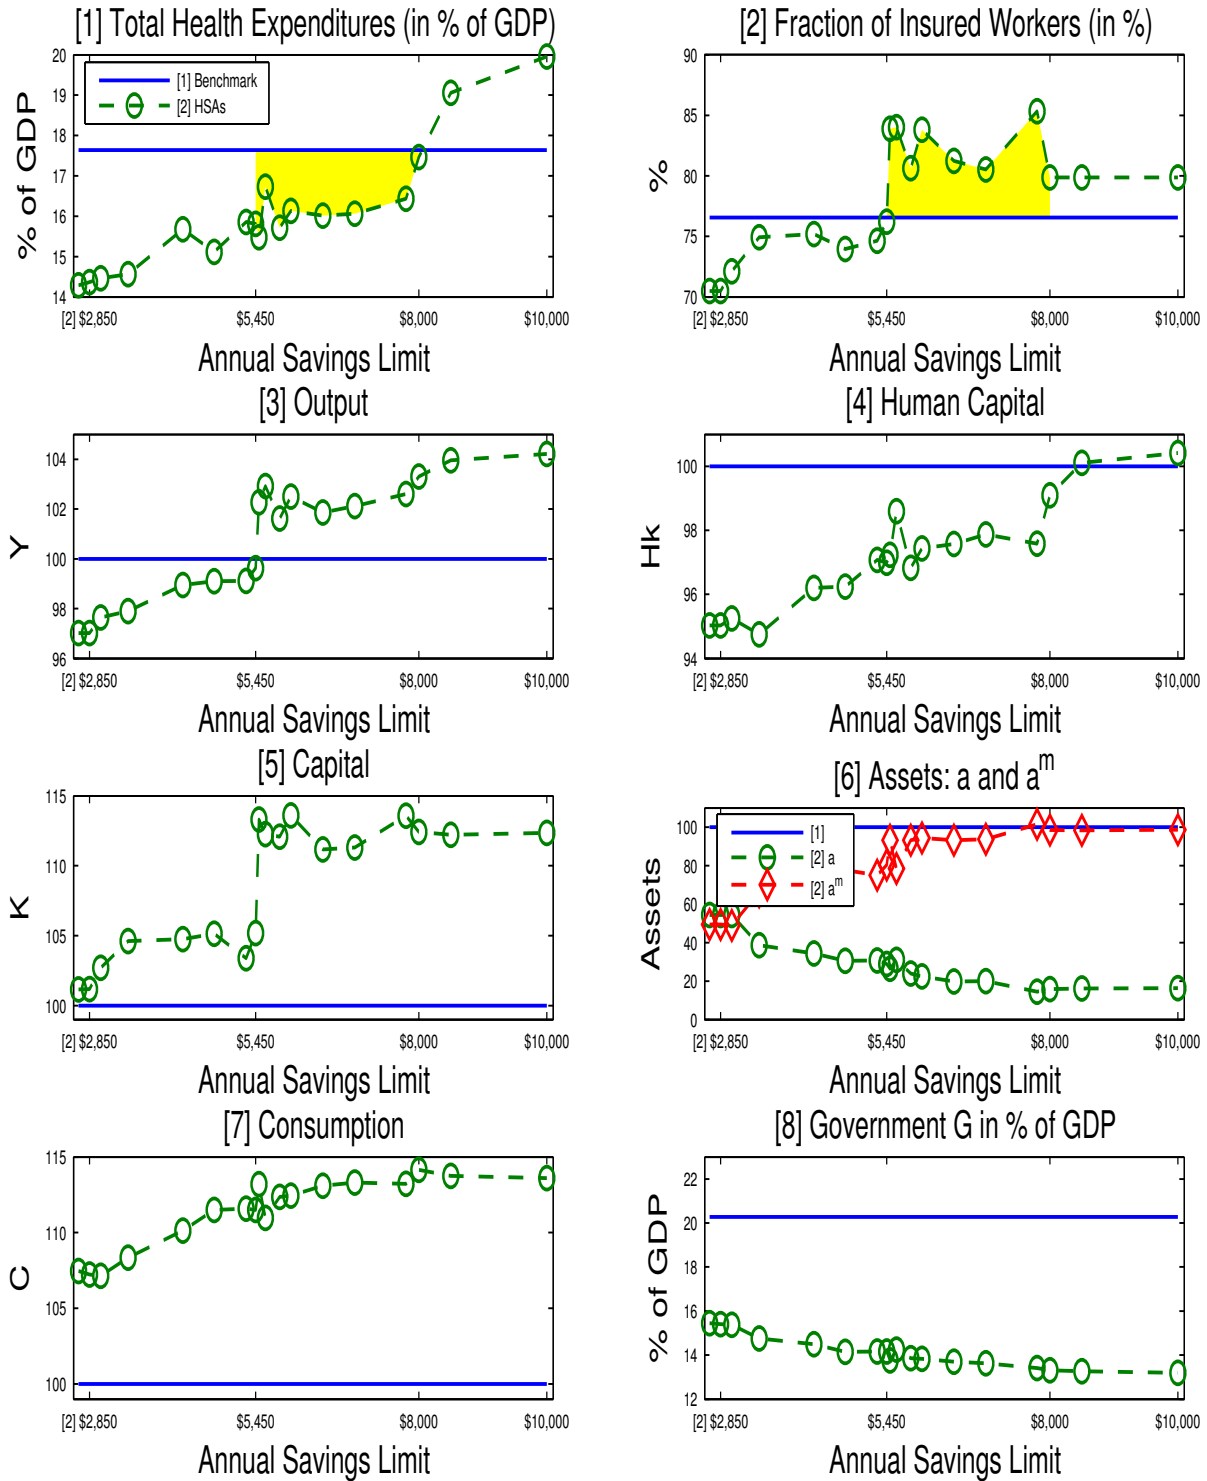 [1] Total Health Expenditures (in % of GDP)
% of GDP
20
19
18
17
16
15
14
[1] Benchmark
[2] HSAs
[2] $2,850
$5,450
$8,000
$10,000
Annual Savings Limit
[2] Fraction of Insured Workers (in %)
%
90
85
80
75
70
[2] $2,850
$5,450
$8,000
$10,000
Annual Savings Limit
[3] Output
Y
104
102
100
98
96
[2] $2,850
$5,450
$8,000
$10,000
Annual Savings Limit
[4] Human Capital
Hk
100
98
96
94
[2] $2,850
$5,450
$8,000
$10,000
Annual Savings Limit
[5] Capital
K
115
110
105
100
[2] $2,850
$5,450
$8,000
$10,000
Annual Savings Limit
[6] Assets: a and a^m
Assets
100
80
60
40
20
0
[1]
[2] a
[2] a^m
[2] $2,850
$5,450
$8,000
$10,000
Annual Savings Limit
[7] Consumption
C
115
110
105
100
[2] $2,850
$5,450
$8,000
$10,000
Annual Savings Limit
[8] Government G in % of GDP
% of GDP
22
20
18
16
14
12
[2] $2,850
$5,450
$8,000
$10,000
Annual Savings Limit